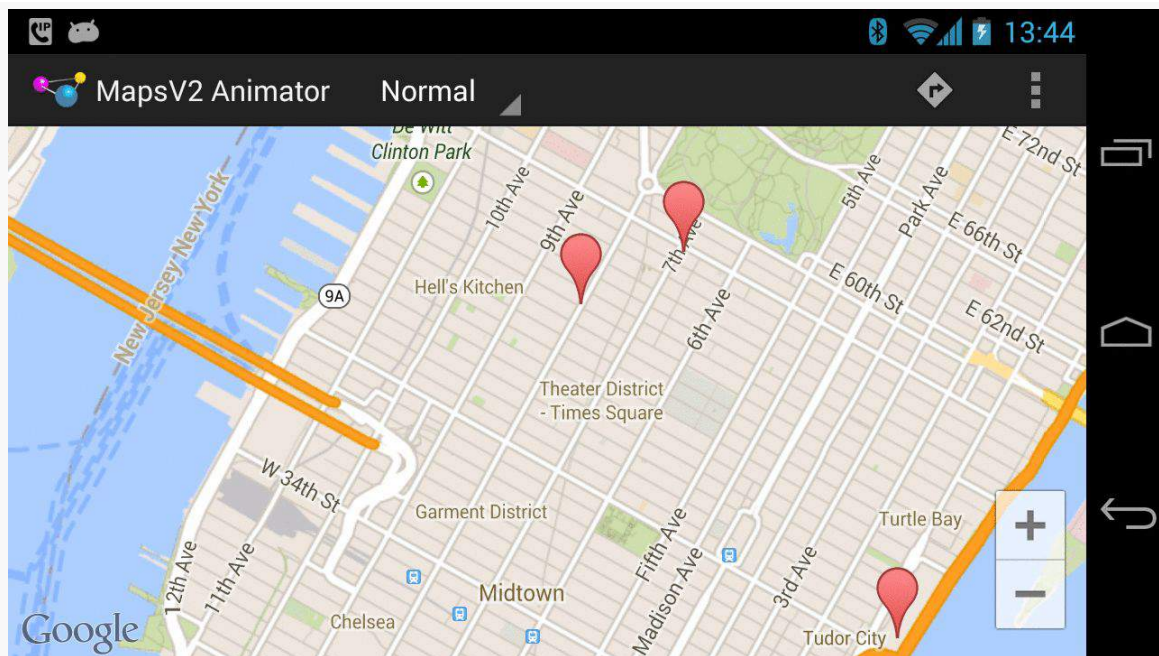 IP
13:44
MapsV2 Animator
Normal
De Witt
Clinton Park
10th Ave
9th Ave
7th Ave
5th Ave
Park Ave
E 72nd St
E 66th St
E 60th St
E 62nd St
6th Ave
New Jersey
New York
9A
Hell's Kitchen
Theater District
- Times Square
W 34th St
Garment District
Turtle Bay
12th Ave
11th Ave
Fifth Ave
Madison Ave
3rd Ave
Midtown
Chelsea
Tudor City
Google
+
−